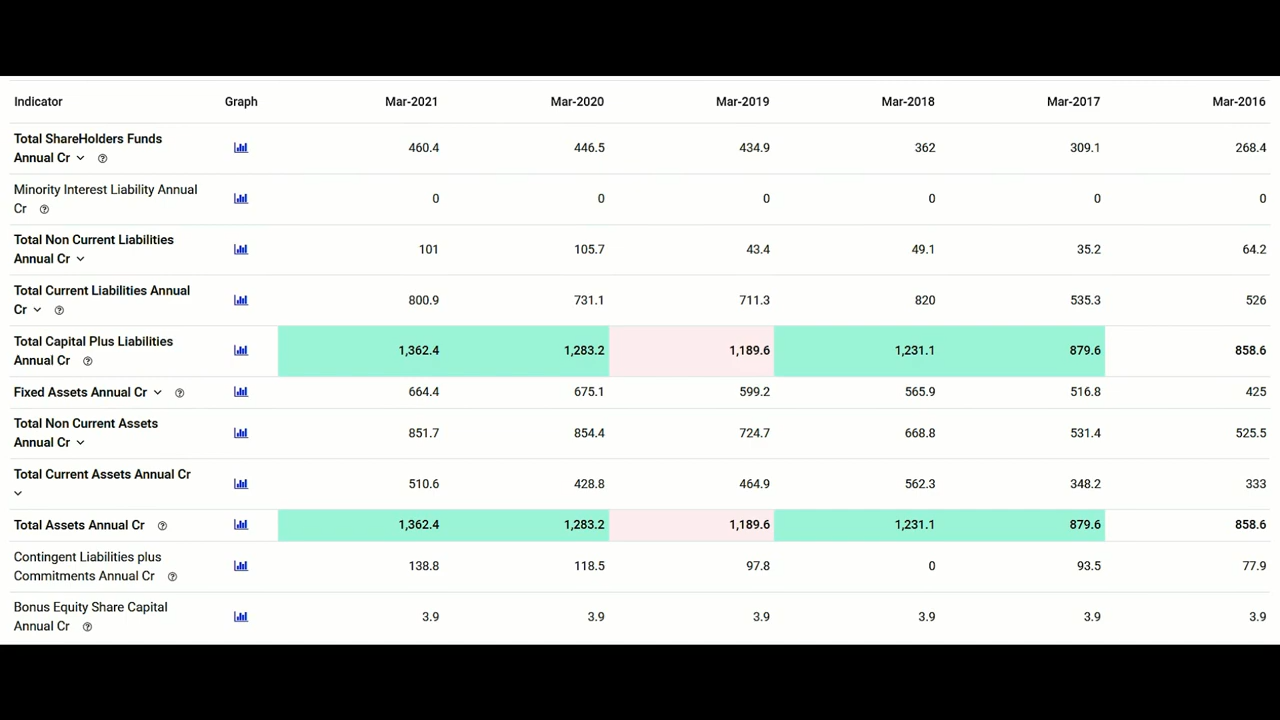 Indicator Graph Mar-2021 Mar-2020 Mar-2019 Mar-2018 Mar-2017 Mar-2016
Total ShareHolders Funds
Annual Cr 460.4 446.5 434.9 362 309.1 268.4
Minority Interest Liability Annual
Cr 0 0 0 0 0 0
Total Non Current Liabilities
Annual Cr 101 105.7 43.4 49.1 35.2 64.2
Total Current Liabilities Annual
Cr 800.9 731.1 711.3 820 535.3 526
Total Capital Plus Liabilities
Annual Cr 1,362.4 1,283.2 1,189.6 1,231.1 879.6 858.6
Fixed Assets Annual Cr 664.4 675.1 599.2 565.9 516.8 425
Total Non Current Assets
Annual Cr 851.7 854.4 724.7 668.8 531.4 525.5
Total Current Assets Annual Cr 510.6 428.8 464.9 562.3 348.2 333
Total Assets Annual Cr 1,362.4 1,283.2 1,189.6 1,231.1 879.6 858.6
Contingent Liabilities plus
Commitments Annual Cr 138.8 118.5 97.8 0 93.5 77.9
Bonus Equity Share Capital
Annual Cr 3.9 3.9 3.9 3.9 3.9 3.9